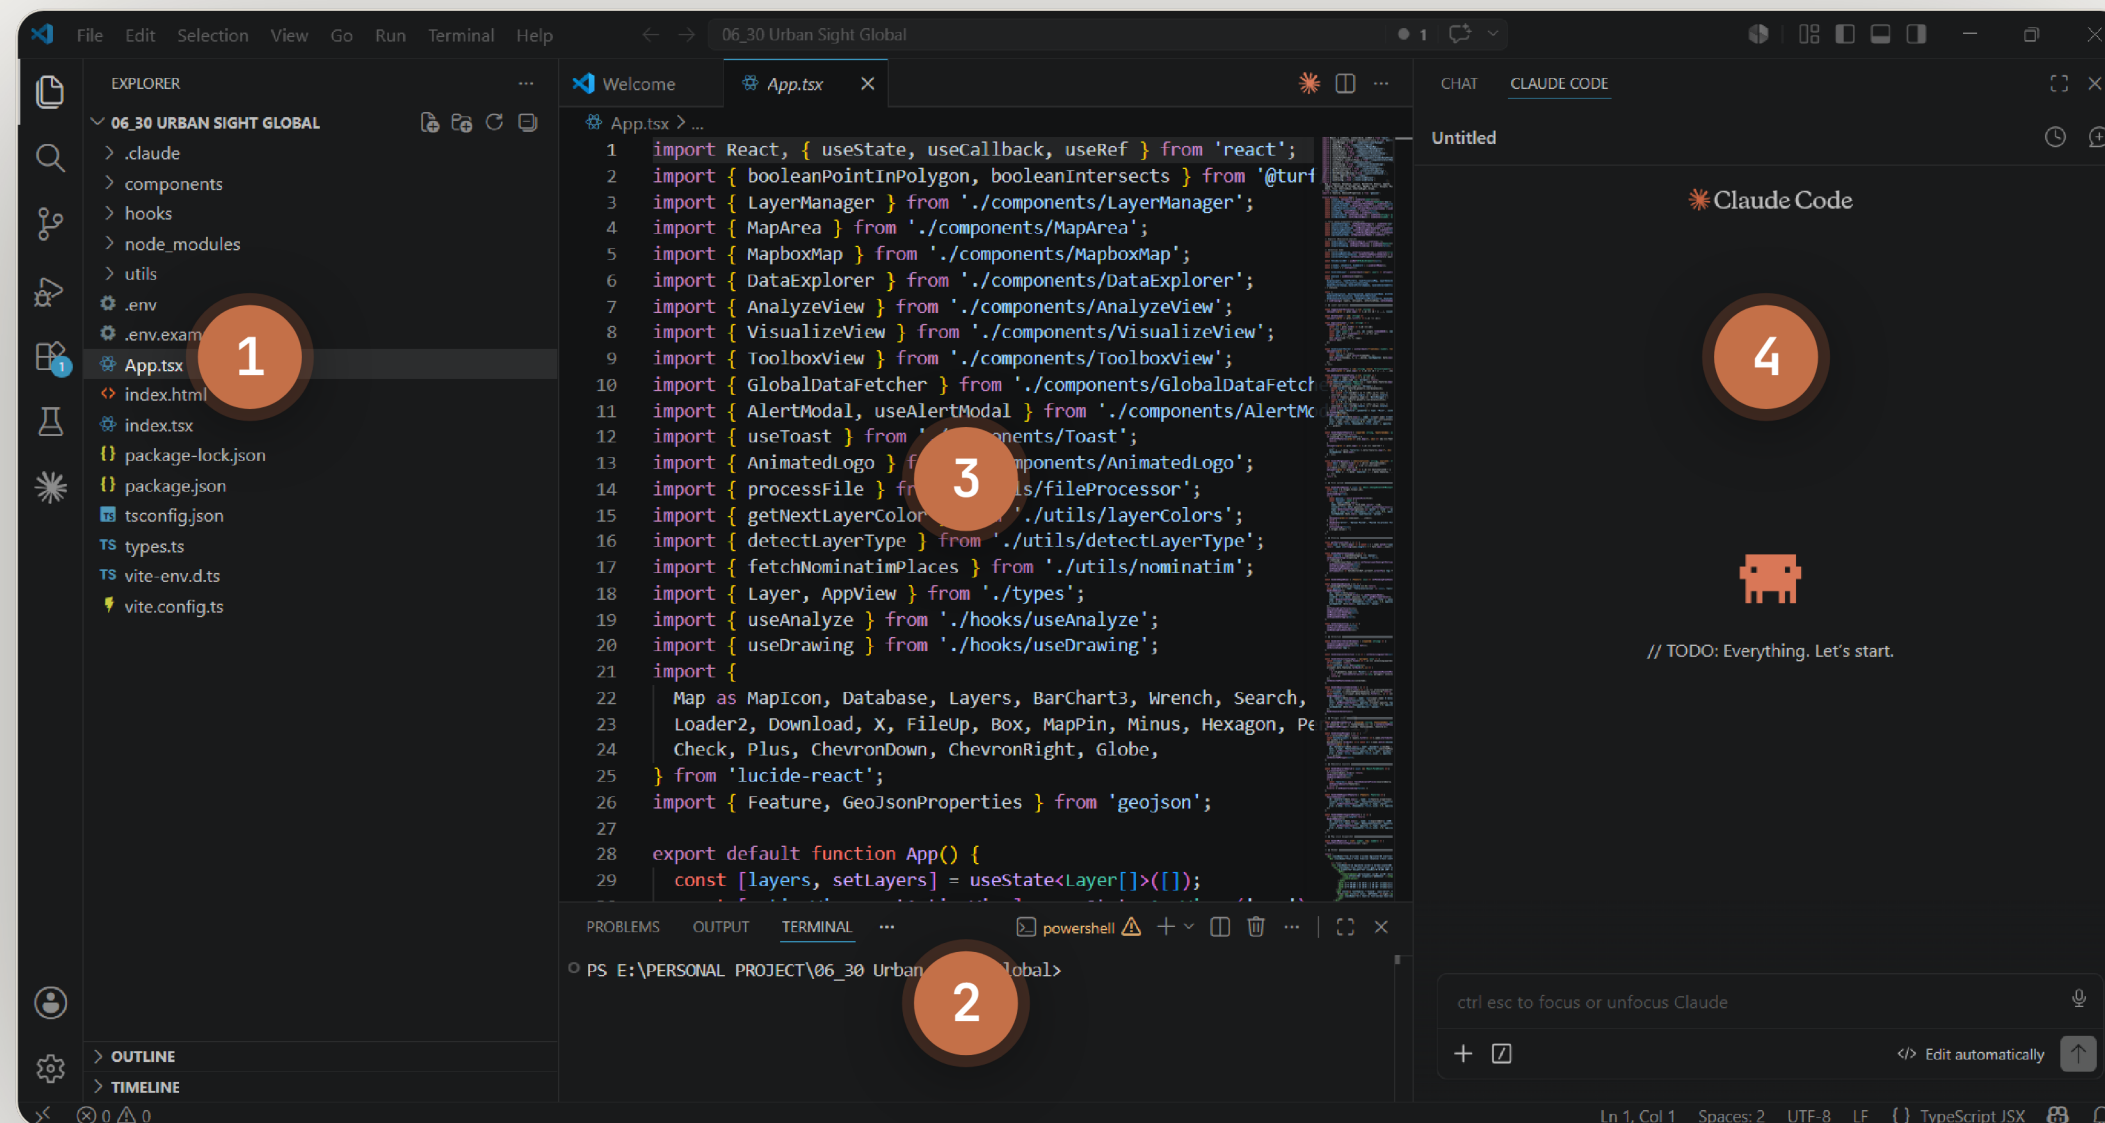 File Edit Selection View Go Run Terminal Help
06_30 Urban Sight Global
1
EXPLORER
06_30 URBAN SIGHT GLOBAL
.claude
components
hooks
node_modules
utils
.env
.env.exam
App.tsx
index.html
index.tsx
package-lock.json
package.json
tsconfig.json
TS types.ts
TS vite-env.d.ts
vite.config.ts
OUTLINE
TIMELINE
1
1
Welcome
App.tsx
App.tsx > ...
1 import React, { useState, useCallback, useRef } from 'react';
2 import { booleanPointInPolygon, booleanIntersects } from '@turf
3 import { LayerManager } from './components/LayerManager';
4 import { MapArea } from './components/MapArea';
5 import { MapboxMap } from './components/MapboxMap';
6 import { DataExplorer } from './components/DataExplorer';
7 import { AnalyzeView } from './components/AnalyzeView';
8 import { VisualizeView } from './components/VisualizeView';
9 import { ToolboxView } from './components/ToolboxView';
10 import { GlobalDataFetcher } from './components/GlobalDataFetch
11 import { AlertModal, useAlertModal } from './components/AlertMo
12 import { useToast } from ' ponents/Toast';
13 import { AnimatedLogo } f mponents/AnimatedLogo';
14 import { processFile } fr ls/fileProcessor';
15 import { getNextLayerColor './utils/layerColors';
16 import { detectLayerType } from './utils/detectLayerType';
17 import { fetchNominatimPlaces } from './utils/nominatim';
18 import { Layer, AppView } from './types';
19 import { useAnalyze } from './hooks/useAnalyze';
20 import { useDrawing } from './hooks/useDrawing';
21 import {
22 Map as MapIcon, Database, Layers, BarChart3, Wrench, Search,
23 Loader2, Download, X, FileUp, Box, MapPin, Minus, Hexagon, Pe
24 Check, Plus, ChevronDown, ChevronRight, Globe,
25 } from 'lucide-react';
26 import { Feature, GeoJsonProperties } from 'geojson';
27
28 export default function App() {
29 const [layers, setLayers] = useState<Layer[]>([]);
3
PROBLEMS OUTPUT TERMINAL ...
powershell
PS E:\PERSONAL PROJECT\06_30 Urban lobal>
2
CHAT CLAUDE CODE
Untitled
Claude Code
4
// TODO: Everything. Let's start.
ctrl esc to focus or unfocus Claude
</> Edit automatically
0 0
Ln 1, Col 1 Spaces: 2 UTF-8 LF { } TypeScript JSX